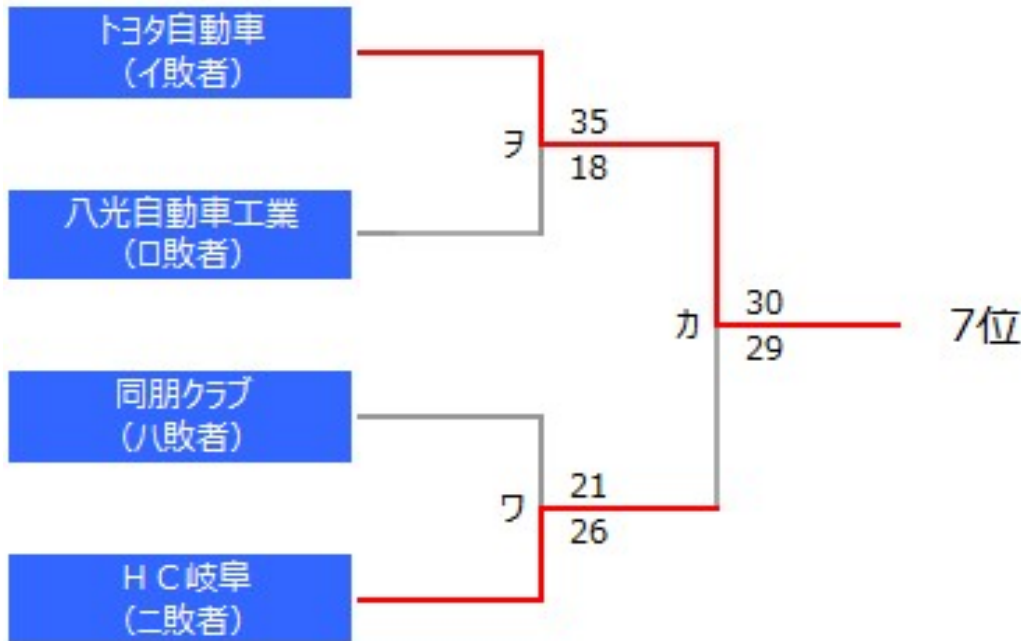 トヨタ自動車
(イ敗者)
35
ヲ
18
八光自動車工業
(ロ敗者)
30
カ
7位
29
同朋クラブ
(ハ敗者)
21
ワ
26
ＨＣ岐阜
(ニ敗者)